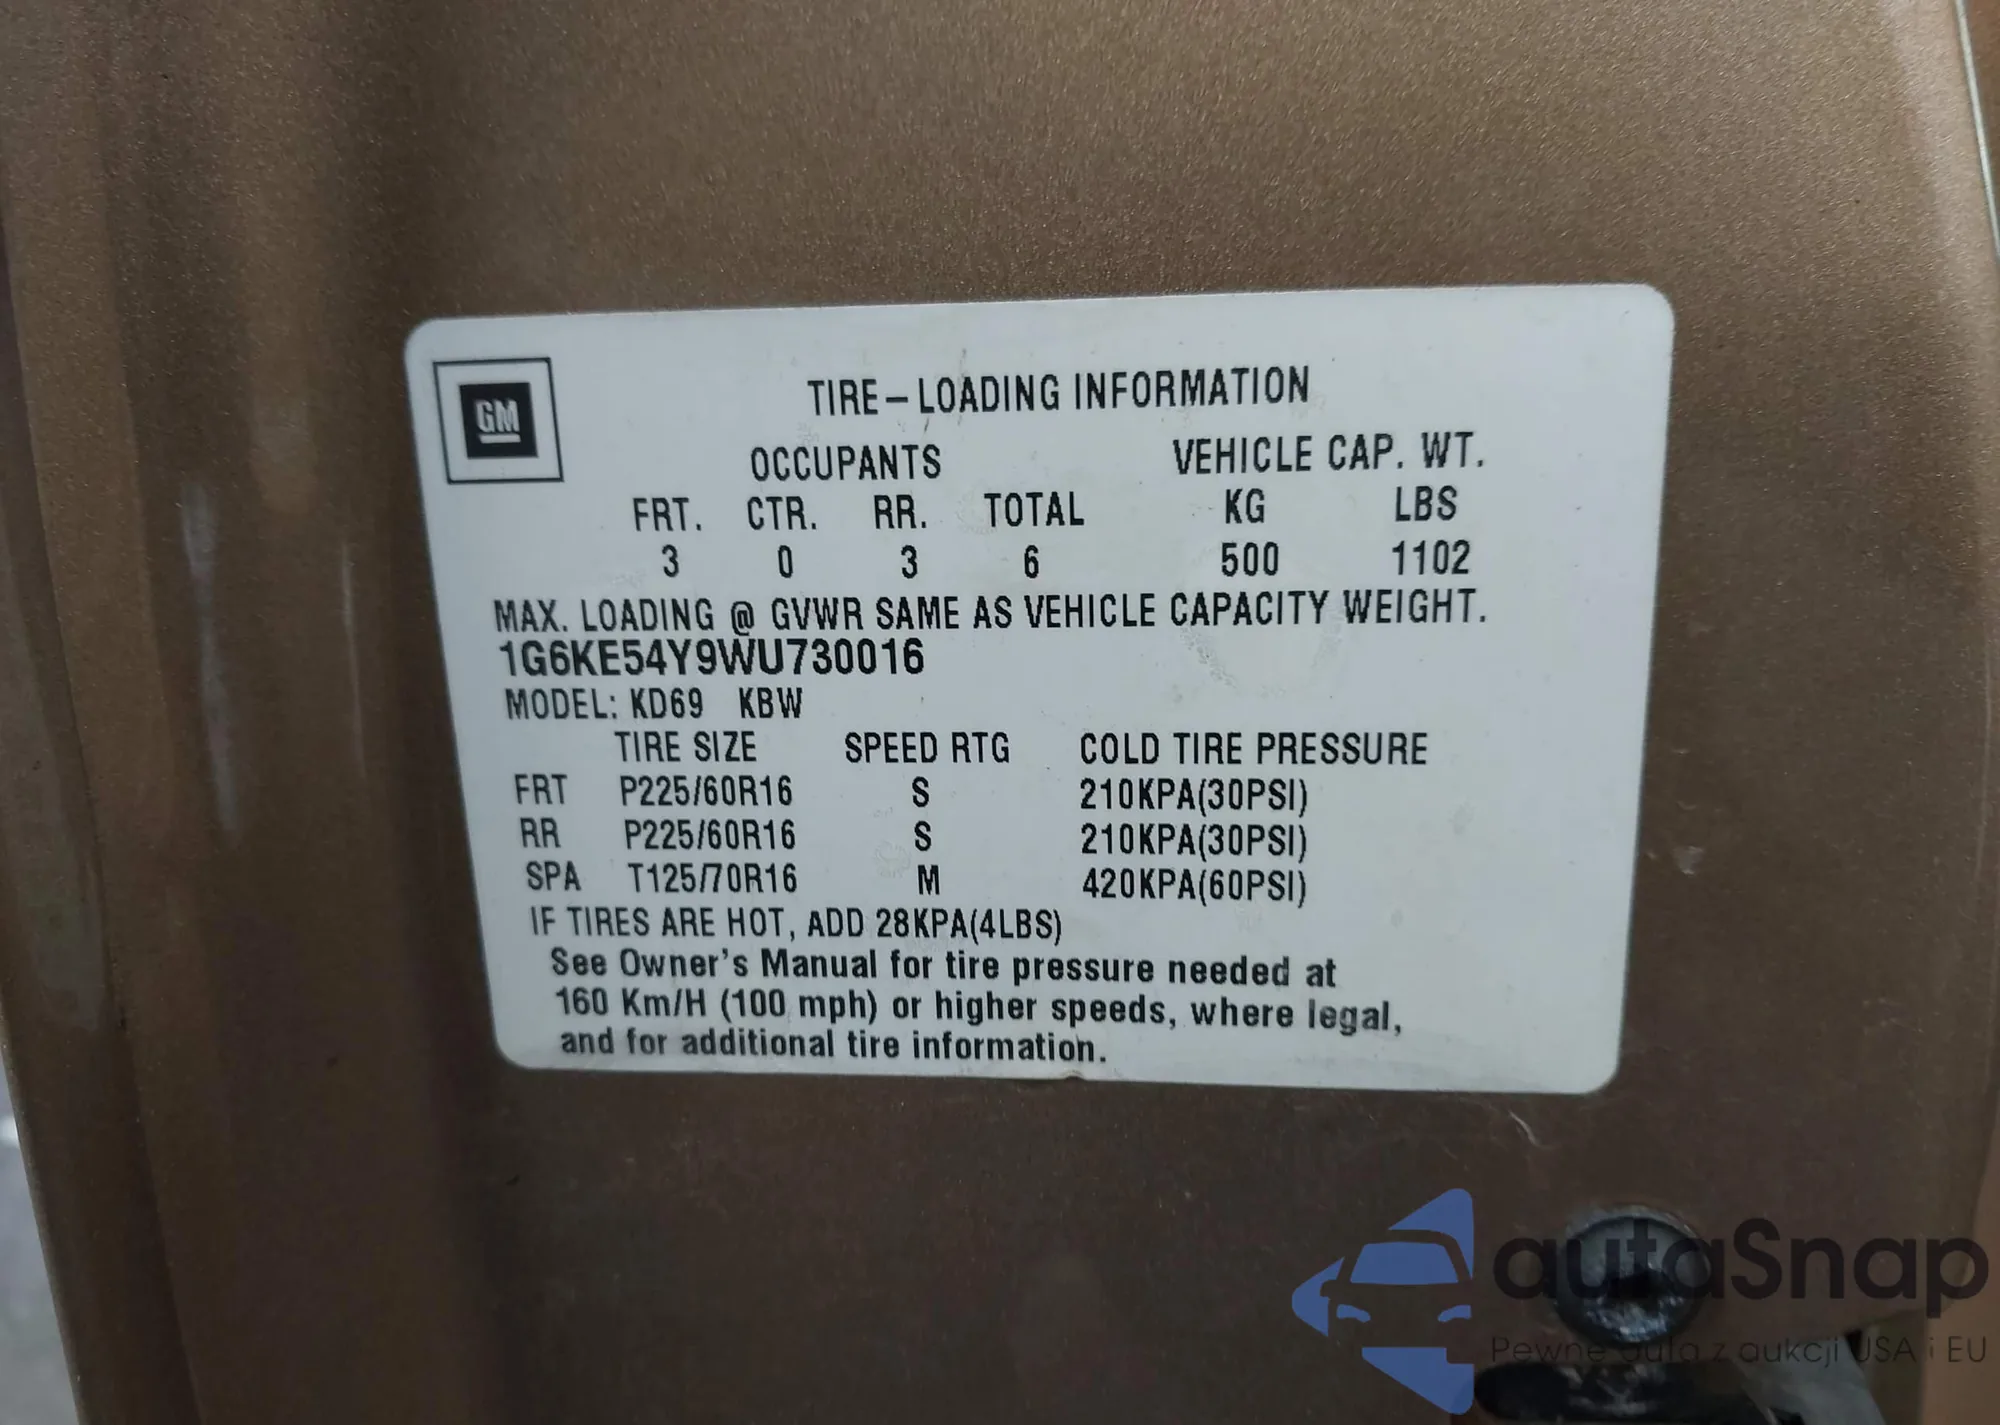 GM
TIRE–LOADING INFORMATION
OCCUPANTS VEHICLE CAP. WT.
FRT. CTR. RR. TOTAL KG LBS
3 0 3 6 500 1102
MAX. LOADING @ GVWR SAME AS VEHICLE CAPACITY WEIGHT.
1G6KE54Y9WU730016
MODEL: KD69 KBW
TIRE SIZE SPEED RTG COLD TIRE PRESSURE
FRT P225/60R16 S 210KPA(30PSI)
RR P225/60R16 S 210KPA(30PSI)
SPA T125/70R16 M 420KPA(60PSI)
IF TIRES ARE HOT, ADD 28KPA(4LBS)
See Owner's Manual for tire pressure needed at
160 Km/H (100 mph) or higher speeds, where legal,
and for additional tire information.
autaSnap
Pewne auta z aukcji USA i EU